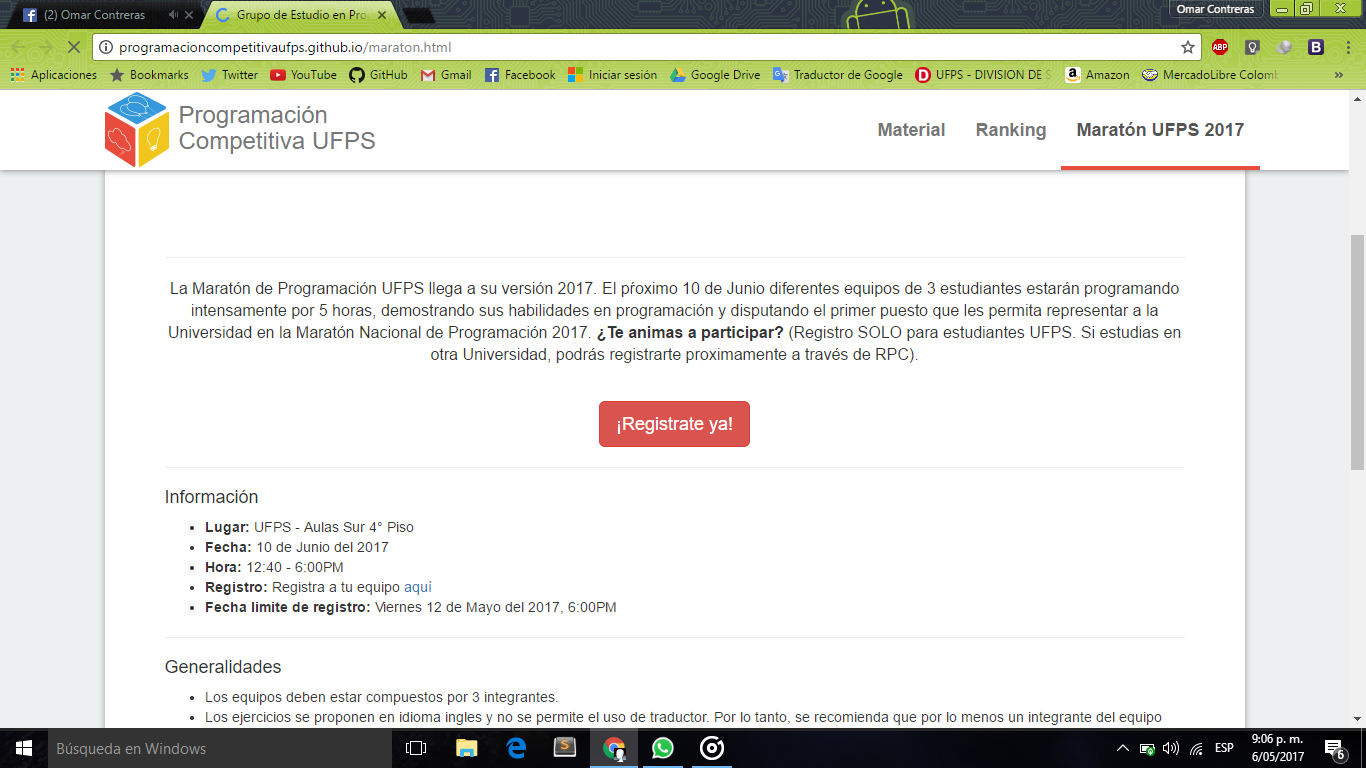 (2) Omar Contreras
Grupo de Estudio en Pro
Omar Contreras
programacioncompetitivaufps.github.io/maraton.html
ABP
B
Aplicaciones
Bookmarks
Twitter
YouTube
GitHub
Gmail
Facebook
Iniciar sesión
Google Drive
Traductor de Google
UFPS - DIVISION DE S
Amazon
MercadoLibre Colomb
»
Programación
Competitiva UFPS
Material
Ranking
Maratón UFPS 2017
La Maratón de Programación UFPS llega a su versión 2017. El pŕoximo 10 de Junio diferentes equipos de 3 estudiantes estarán programando
intensamente por 5 horas, demostrando sus habilidades en programación y disputando el primer puesto que les permita representar a la
Universidad en la Maratón Nacional de Programación 2017. ¿Te animas a participar? (Registro SOLO para estudiantes UFPS. Si estudias en
otra Universidad, podrás registrarte proximamente a través de RPC).
¡Registrate ya!
Información
• Lugar: UFPS - Aulas Sur 4° Piso
• Fecha: 10 de Junio del 2017
• Hora: 12:40 - 6:00PM
• Registro: Registra a tu equipo aquí
• Fecha limite de registro: Viernes 12 de Mayo del 2017, 6:00PM
Generalidades
• Los equipos deben estar compuestos por 3 integrantes.
• Los ejercicios se proponen en idioma ingles y no se permite el uso de traductor. Por lo tanto, se recomienda que por lo menos un integrante del equipo
Búsqueda en Windows
ESP
9:06 p. m.
6/05/2017
6